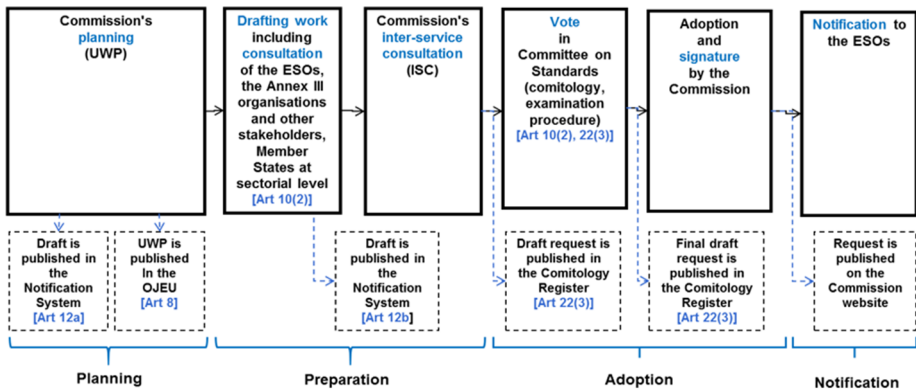 Commission's
planning
(UWP)
Drafting work
including
consultation
of the ESOs,
the Annex III
organisations
and other
stakeholders,
Member
States at
sectorial level
[Art 10(2)]
Commission's
inter-service
consultation
(ISC)
Vote
in
Committee on
Standards
(comitology,
examination
procedure)
[Art 10(2), 22(3)]
Adoption
and
signature
by the
Commission
Notification to
the ESOs
Draft is
published in
the
Notification
System
[Art 12a]
UWP is
published
In the
OJEU
[Art 8]
Draft is
published in
the
Notification
System
[Art 12b]
Draft request is
published in
the Comitology
Register
[Art 22(3)]
Final draft
request is
published in
the Comitology
Register
[Art 22(3)]
Request is
published
on the
Commission
website
Planning
Preparation
Adoption
Notification